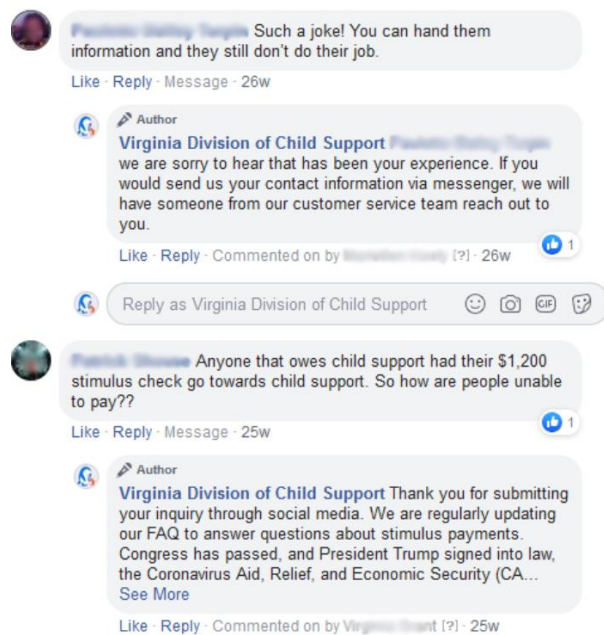 Such a joke! You can hand them
information and they still don't do their job.
Like · Reply · Message · 26w
Author
Virginia Division of Child Support
we are sorry to hear that has been your experience. If you
would send us your contact information via messenger, we will
have someone from our customer service team reach out to
you.
1
Like · Reply · Commented on by [?] · 26w
Reply as Virginia Division of Child Support
GIF
Anyone that owes child support had their $1,200
stimulus check go towards child support. So how are people unable
to pay??
1
Like · Reply · Message · 25w
Author
Virginia Division of Child Support Thank you for submitting
your inquiry through social media. We are regularly updating
our FAQ to answer questions about stimulus payments.
Congress has passed, and President Trump signed into law,
the Coronavirus Aid, Relief, and Economic Security (CA...
See More
Like · Reply · Commented on by [?] · 25w